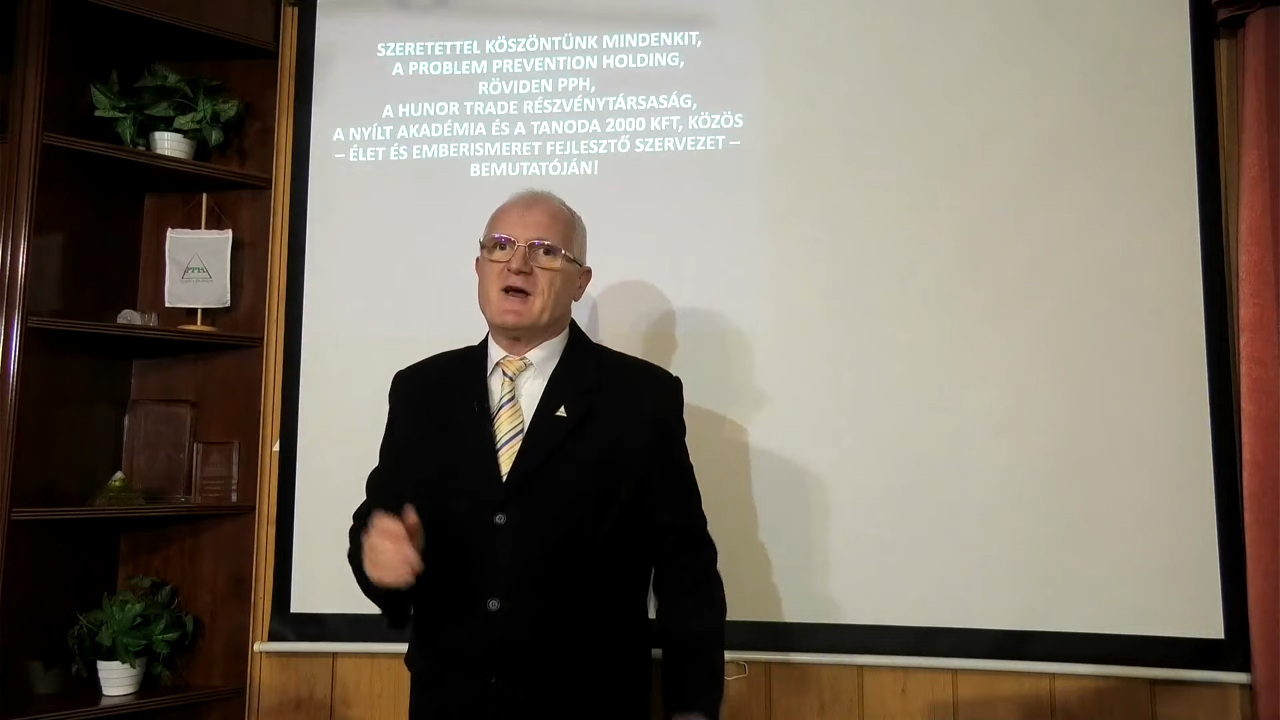 SZERETETTEL KÖSZÖNTÜNK MINDENKIT,
A PROBLEM PREVENTION HOLDING,
RÖVIDEN PPH,
A HUNOR TRADE RÉSZVÉNYTÁRSASÁG,
A NYÍLT AKADÉMIA ÉS A TANODA 2000 KFT, KÖZÖS
– ÉLET ÉS EMBERISMERET FEJLESZTŐ SZERVEZET –
BEMUTATÓJÁN!
PPH